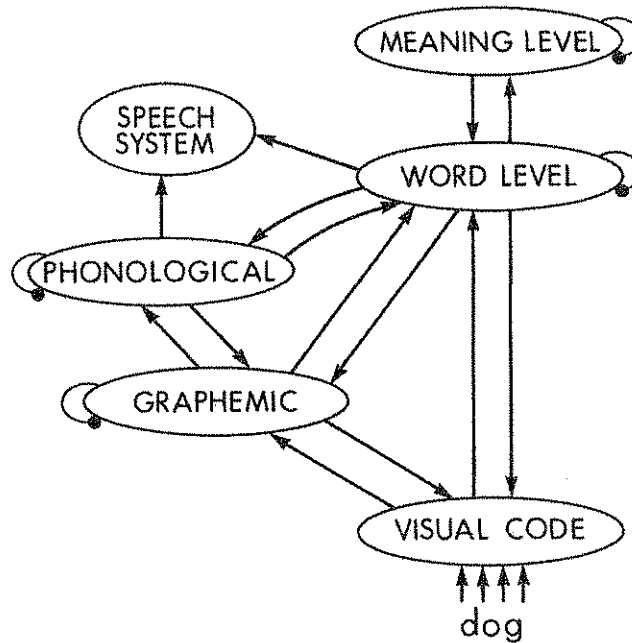 MEANING LEVEL
SPEECH
SYSTEM
WORD LEVEL
PHONOLOGICAL
GRAPHEMIC
VISUAL CODE
dog